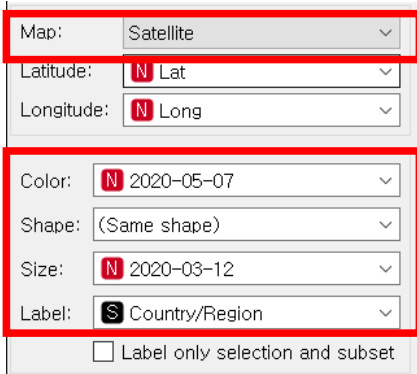 Map: Satellite
Latitude: N Lat
Longitude: N Long
Color: N 2020-05-07
Shape: (Same shape)
Size: N 2020-03-12
Label: S Country/Region
Label only selection and subset